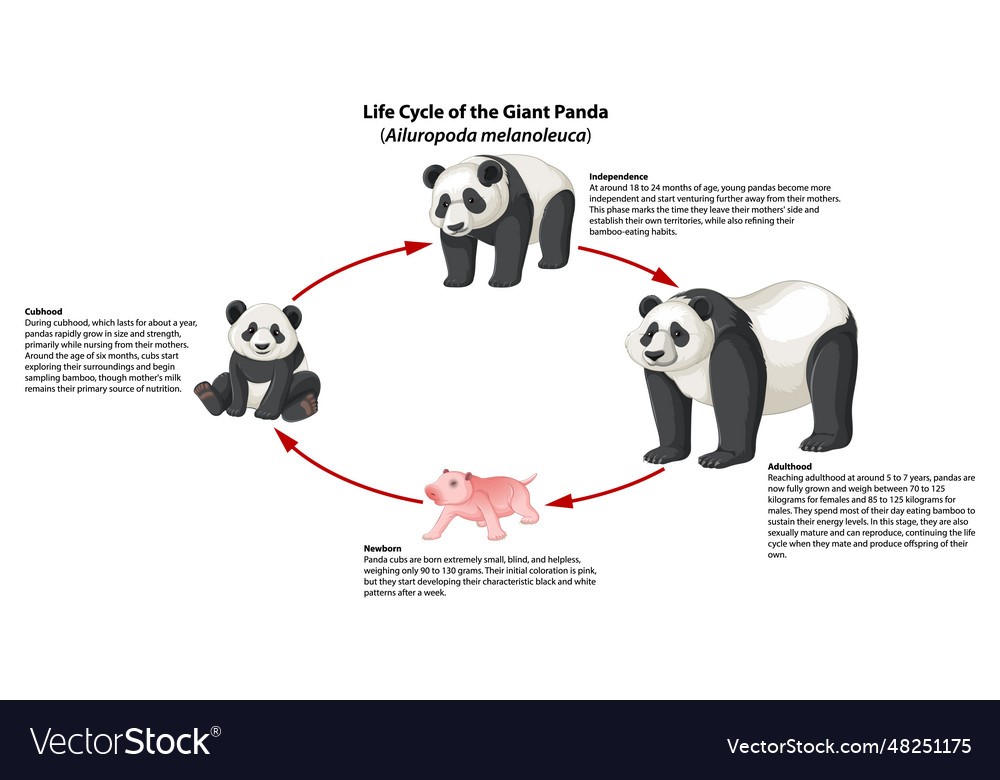 Life Cycle of the Giant Panda
(Ailuropoda melanoleuca)
Independence
At around 18 to 24 months of age, young pandas become more
independent and start venturing further away from their mothers.
This phase marks the time they leave their mothers' side and
establish their own territories, while also refining their
bamboo-eating habits.
Cubhood
During cubhood, which lasts for about a year,
pandas rapidly grow in size and strength,
primarily while nursing from their mothers.
Around the age of six months, cubs start
exploring their surroundings and begin
sampling bamboo, though mother's milk
remains their primary source of nutrition.
Adulthood
Reaching adulthood at around 5 to 7 years, pandas are
now fully grown and weigh between 70 to 125
kilograms for females and 85 to 125 kilograms for
males. They spend most of their day eating bamboo to
sustain their energy levels. In this stage, they are also
sexually mature and can reproduce, continuing the life
cycle when they mate and produce offspring of their
own.
Newborn
Panda cubs are born extremely small, blind, and helpless,
weighing only 90 to 130 grams. Their initial coloration is pink,
but they start developing their characteristic black and white
patterns after a week.
VectorStock®
VectorStock.com/48251175